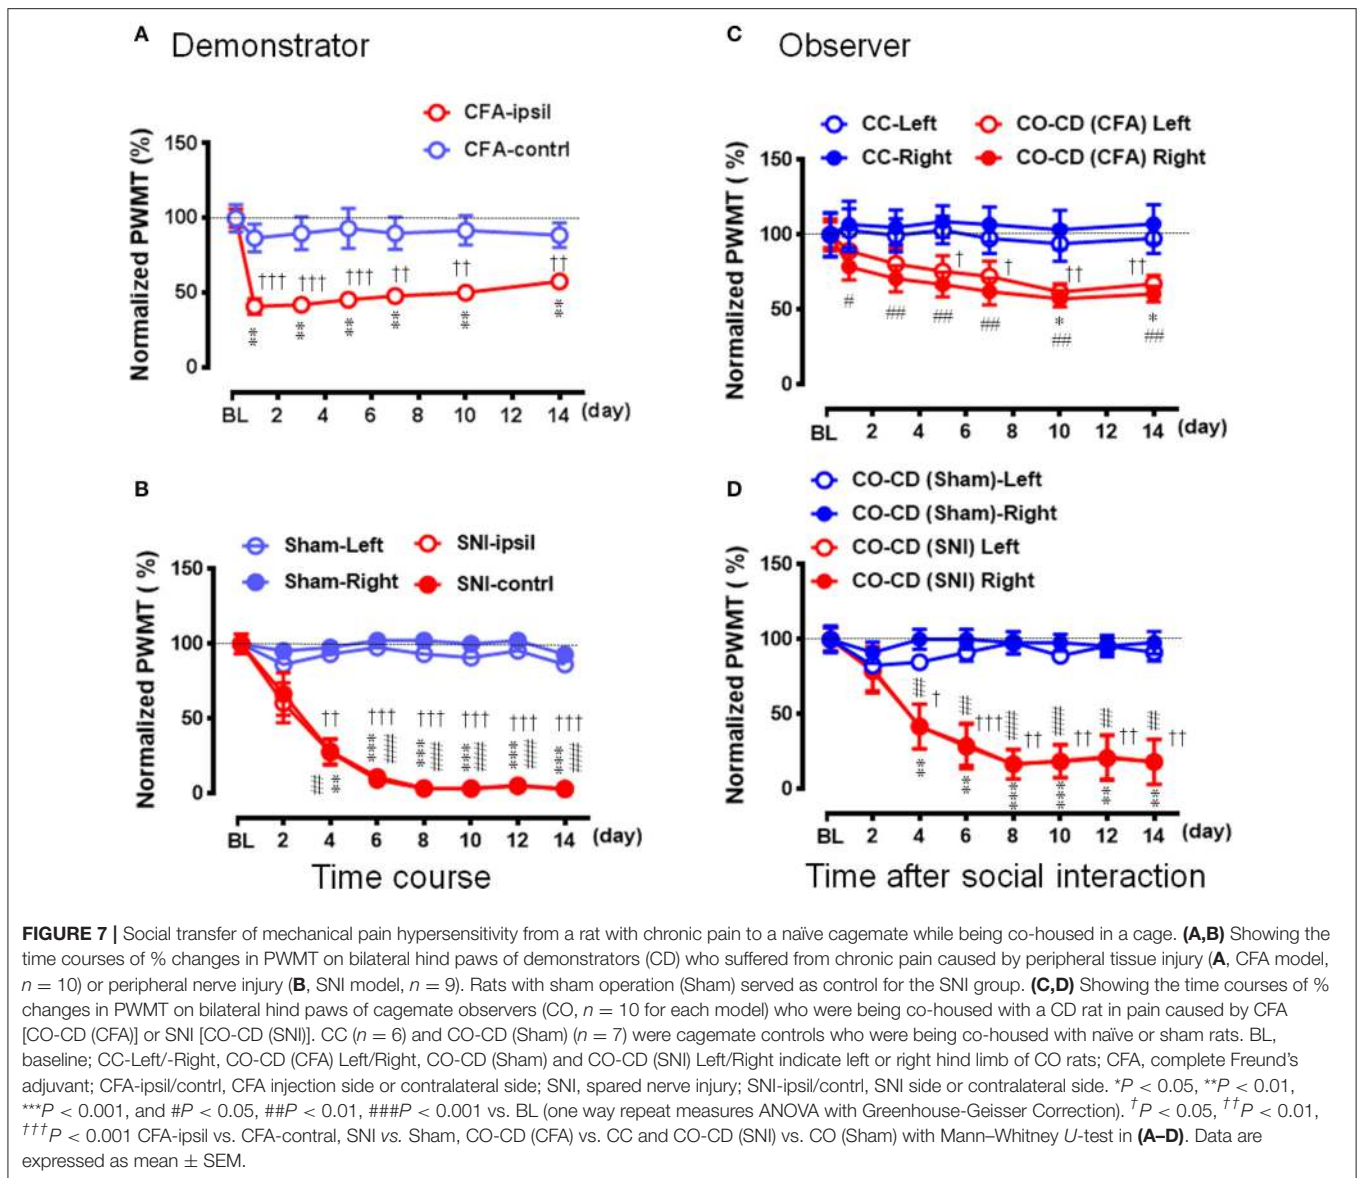 A
Demonstrator
CFA-ipsil
CFA-contrl
Normalized PWMT (%)
150
100
50
0
††† ††† ††† †† †† ††
** ** ** ** ** **
BL 2 4 6 8 10 12 14 (day)
C
Observer
CC-Left CO-CD (CFA) Left
CC-Right CO-CD (CFA) Right
Normalized PWMT ( %)
150
100
50
0
† † †† ††
# ## ## ## * ## * ##
BL 2 4 6 8 10 12 14 (day)
B
Sham-Left SNI-ipsil
Sham-Right SNI-contrl
Normalized PWMT ( %)
150
100
50
0
†† ††† ††† ††† ††† †††
## ** *** ### *** ### *** ### *** ### *** ###
BL 2 4 6 8 10 12 14 (day)
Time course
D
CO-CD (Sham)-Left
CO-CD (Sham)-Right
CO-CD (SNI) Left
CO-CD (SNI) Right
Normalized PWMT ( %)
150
100
50
0
## † ## ††† ### †† ### †† ## †† ## ††
** ** *** *** ** **
BL 2 4 6 8 10 12 14 (day)
Time after social interaction
FIGURE 7 | Social transfer of mechanical pain hypersensitivity from a rat with chronic pain to a naïve cagemate while being co-housed in a cage. (A,B) Showing the
time courses of % changes in PWMT on bilateral hind paws of demonstrators (CD) who suffered from chronic pain caused by peripheral tissue injury (A, CFA model,
n = 10) or peripheral nerve injury (B, SNI model, n = 9). Rats with sham operation (Sham) served as control for the SNI group. (C,D) Showing the time courses of %
changes in PWMT on bilateral hind paws of cagemate observers (CO, n = 10 for each model) who were being co-housed with a CD rat in pain caused by CFA
[CO-CD (CFA)] or SNI [CO-CD (SNI)]. CC (n = 6) and CO-CD (Sham) (n = 7) were cagemate controls who were being co-housed with naïve or sham rats. BL,
baseline; CC-Left/-Right, CO-CD (CFA) Left/Right, CO-CD (Sham) and CO-CD (SNI) Left/Right indicate left or right hind limb of CO rats; CFA, complete Freund's
adjuvant; CFA-ipsil/contrl, CFA injection side or contralateral side; SNI, spared nerve injury; SNI-ipsil/contrl, SNI side or contralateral side. *P < 0.05, **P < 0.01,
***P < 0.001, and #P < 0.05, ##P < 0.01, ###P < 0.001 vs. BL (one way repeat measures ANOVA with Greenhouse-Geisser Correction). †P < 0.05, ††P < 0.01,
†††P < 0.001 CFA-ipsil vs. CFA-contral, SNI vs. Sham, CO-CD (CFA) vs. CC and CO-CD (SNI) vs. CO (Sham) with Mann–Whitney U-test in (A–D). Data are
expressed as mean ± SEM.